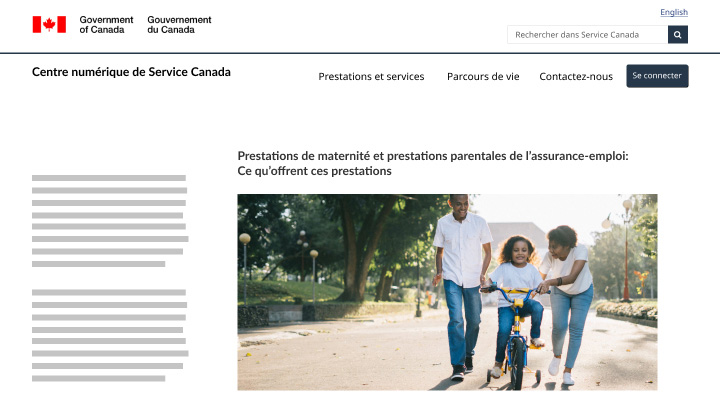 English
Government
of Canada
Gouvernement
du Canada
Rechercher dans Service Canada
Centre numérique de Service Canada
Prestations et services
Parcours de vie
Contactez-nous
Se connecter
Prestations de maternité et prestations parentales de l’assurance-emploi:
Ce qu’offrent ces prestations